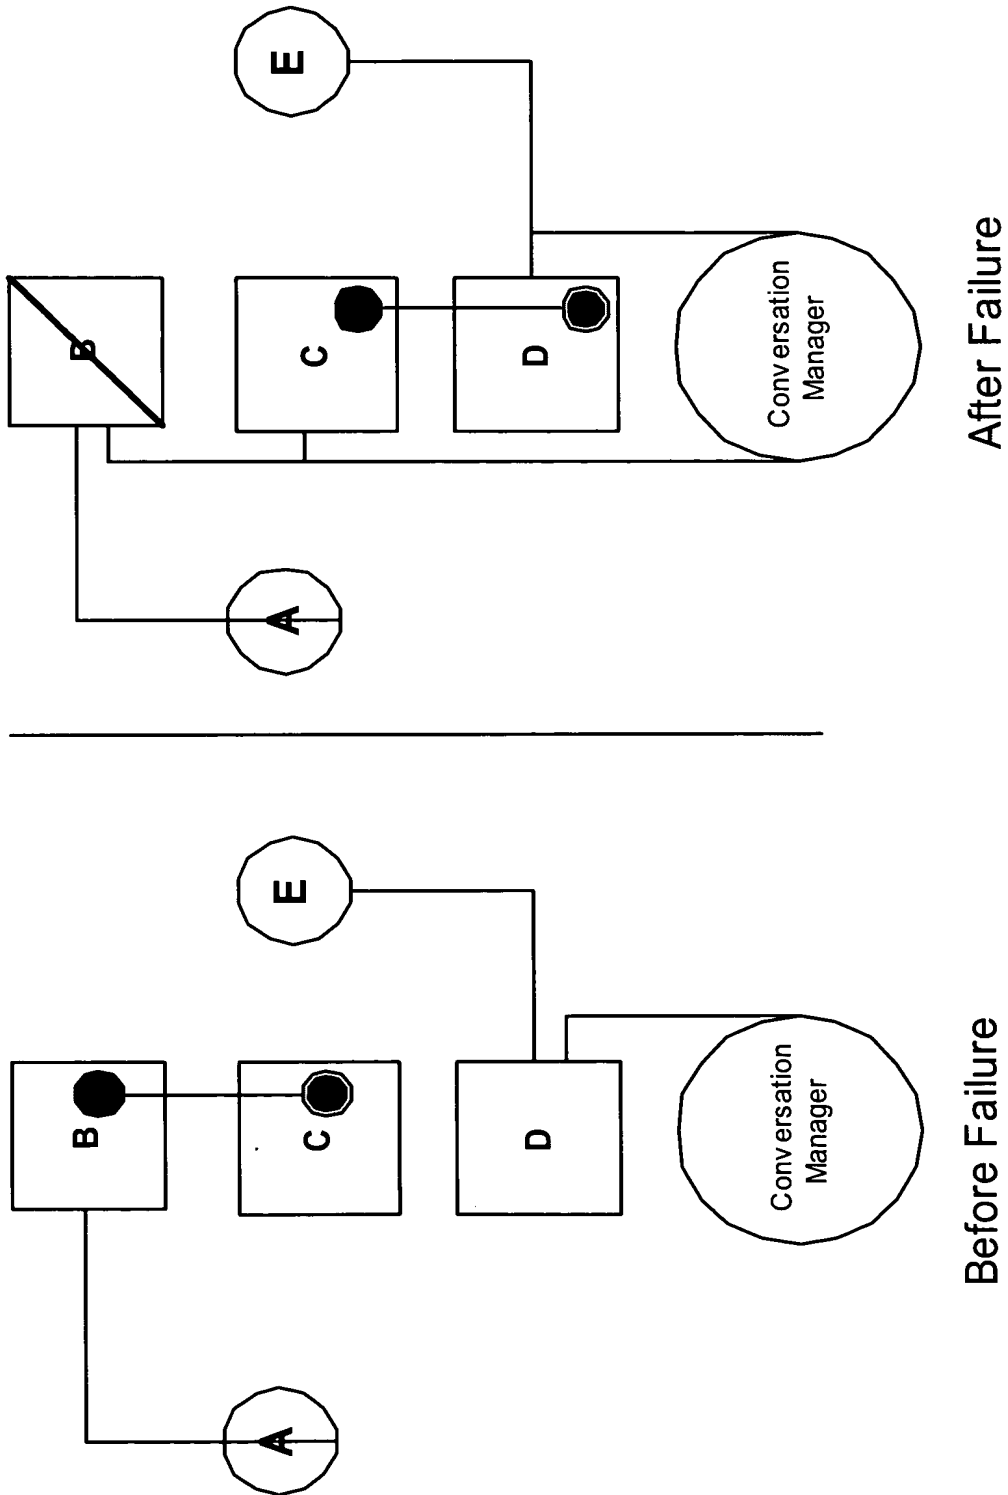 A
B
C
D
E
Conversation
Manager
Before Failure
A
B
C
D
E
Conversation
Manager
After Failure